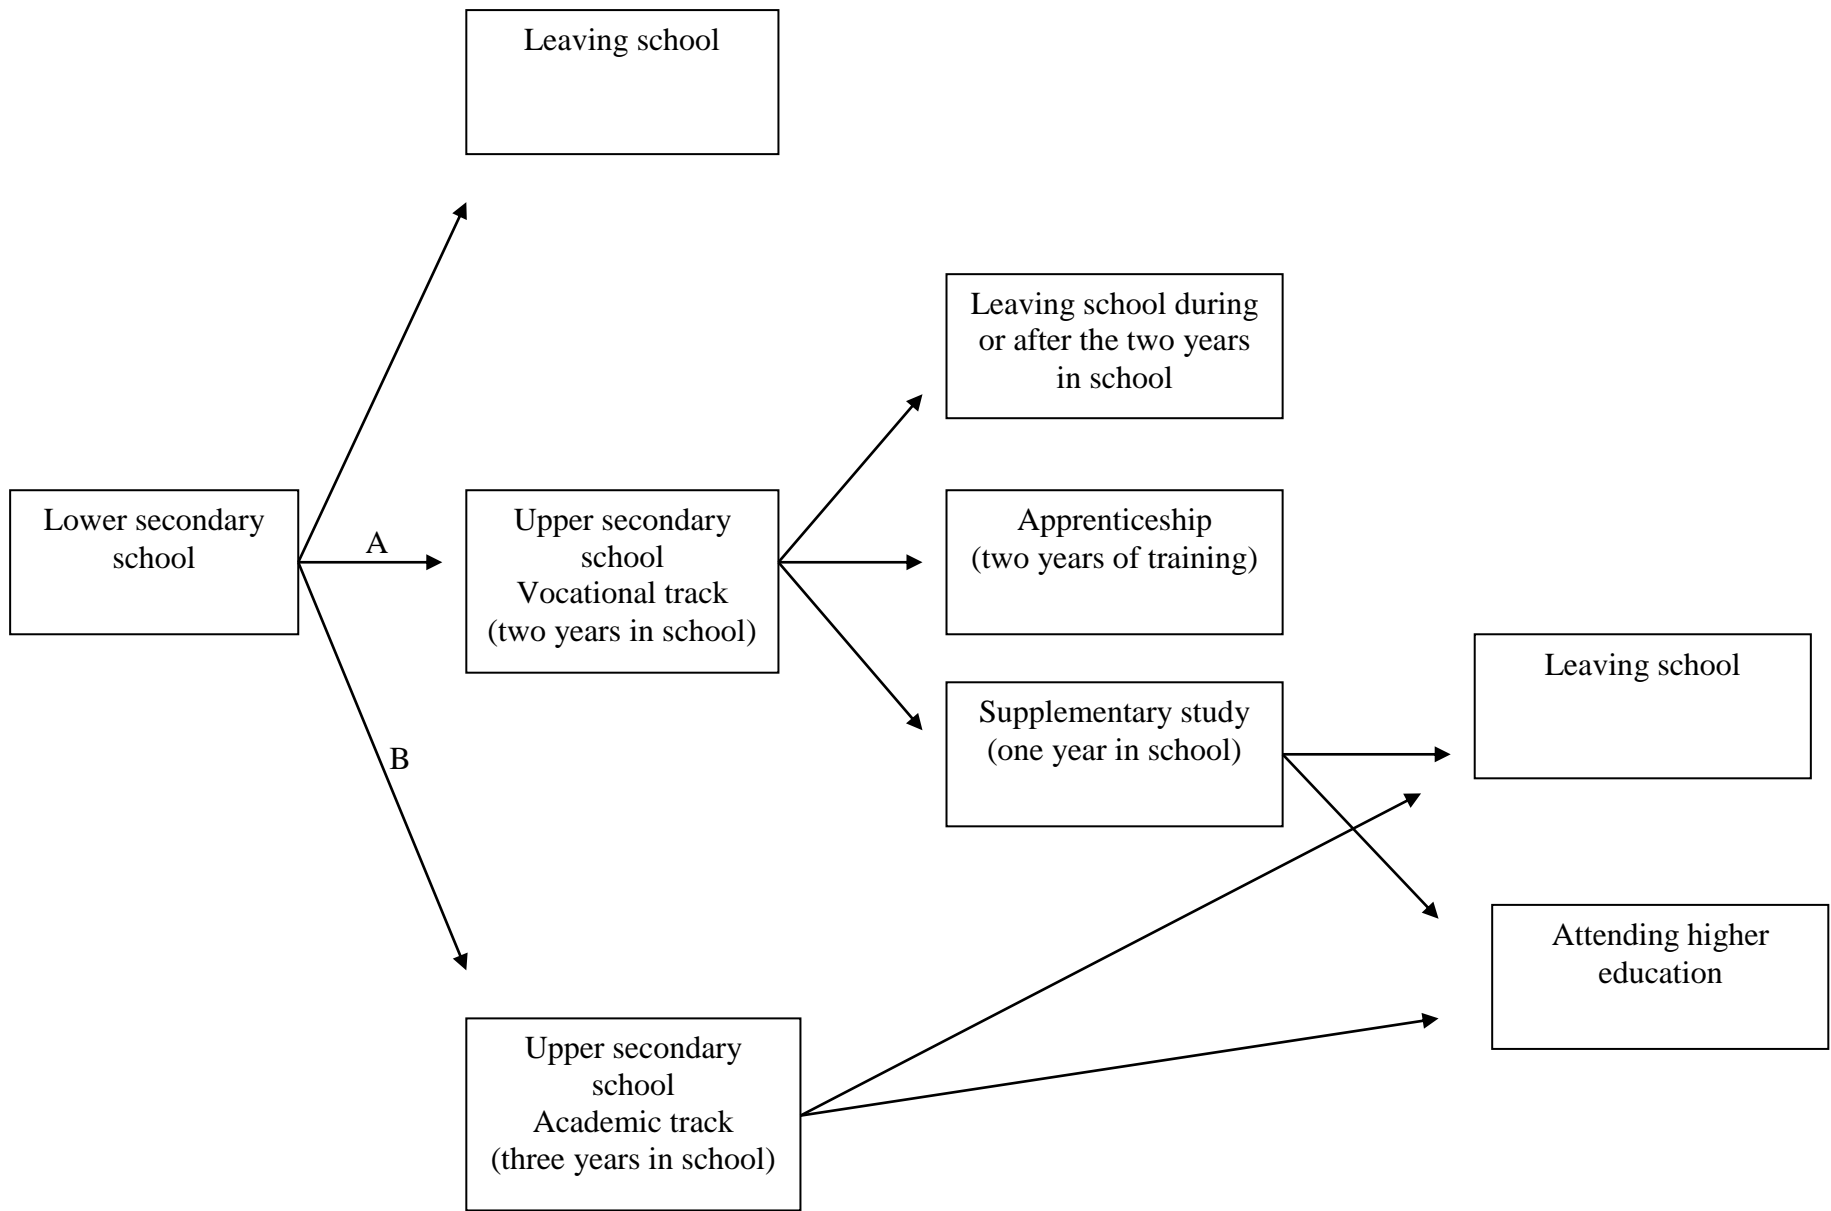 Leaving school
Leaving school during
or after the two years
in school
Lower secondary
school
A
Upper secondary
school
Vocational track
(two years in school)
Apprenticeship
(two years of training)
Leaving school
Supplementary study
(one year in school)
B
Attending higher
education
Upper secondary
school
Academic track
(three years in school)